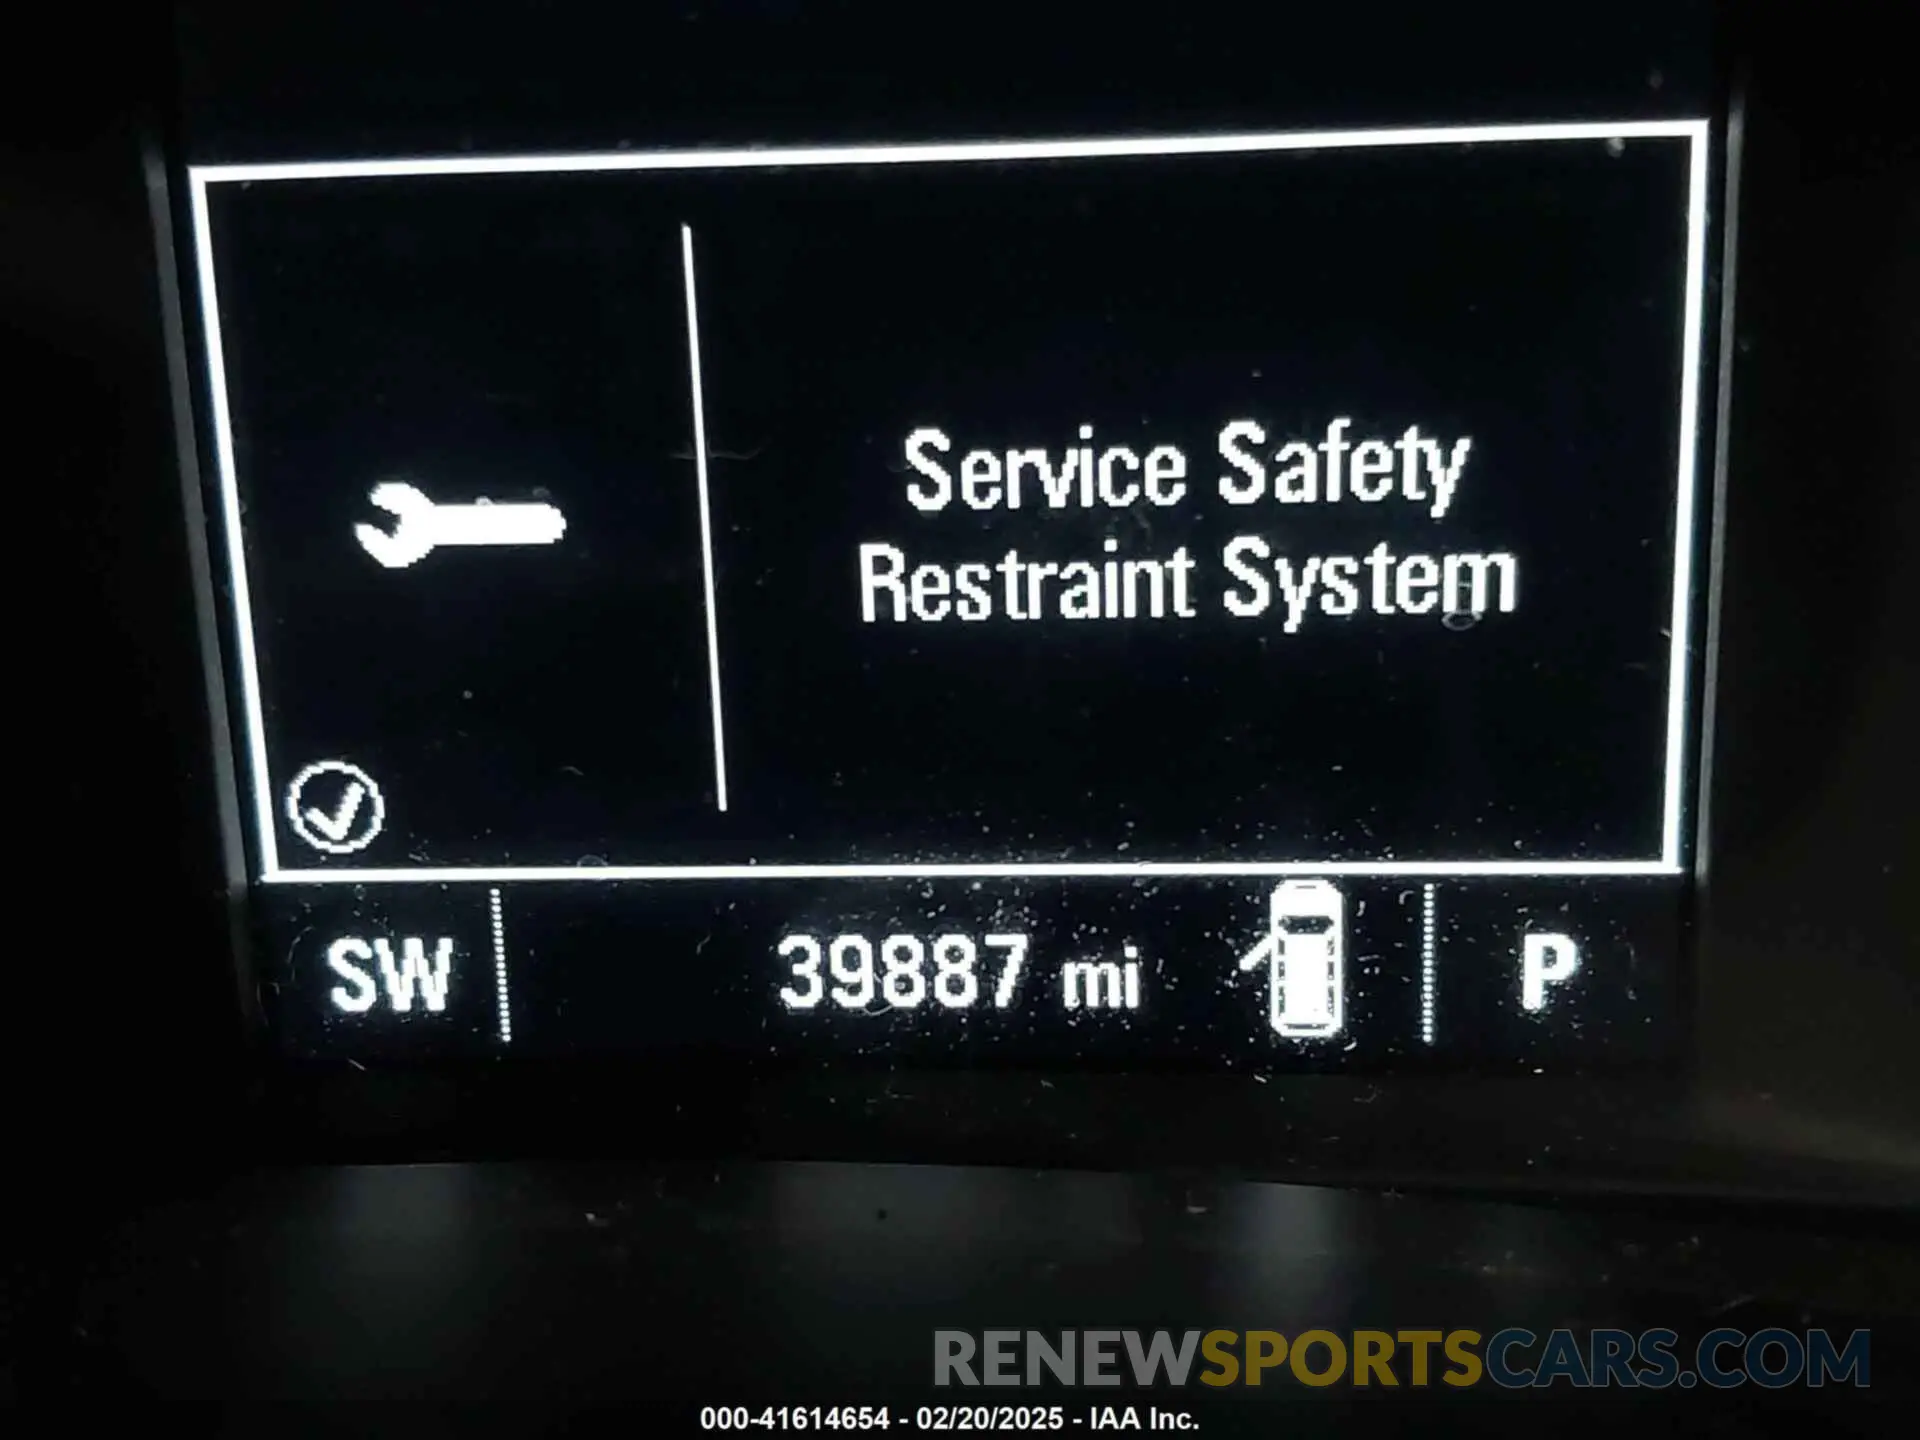 Service Safety
Restraint System
SW 39887 mi P
RENEWSPORTSCARS.COM
000-41614654 - 02/20/2025 - IAA Inc.